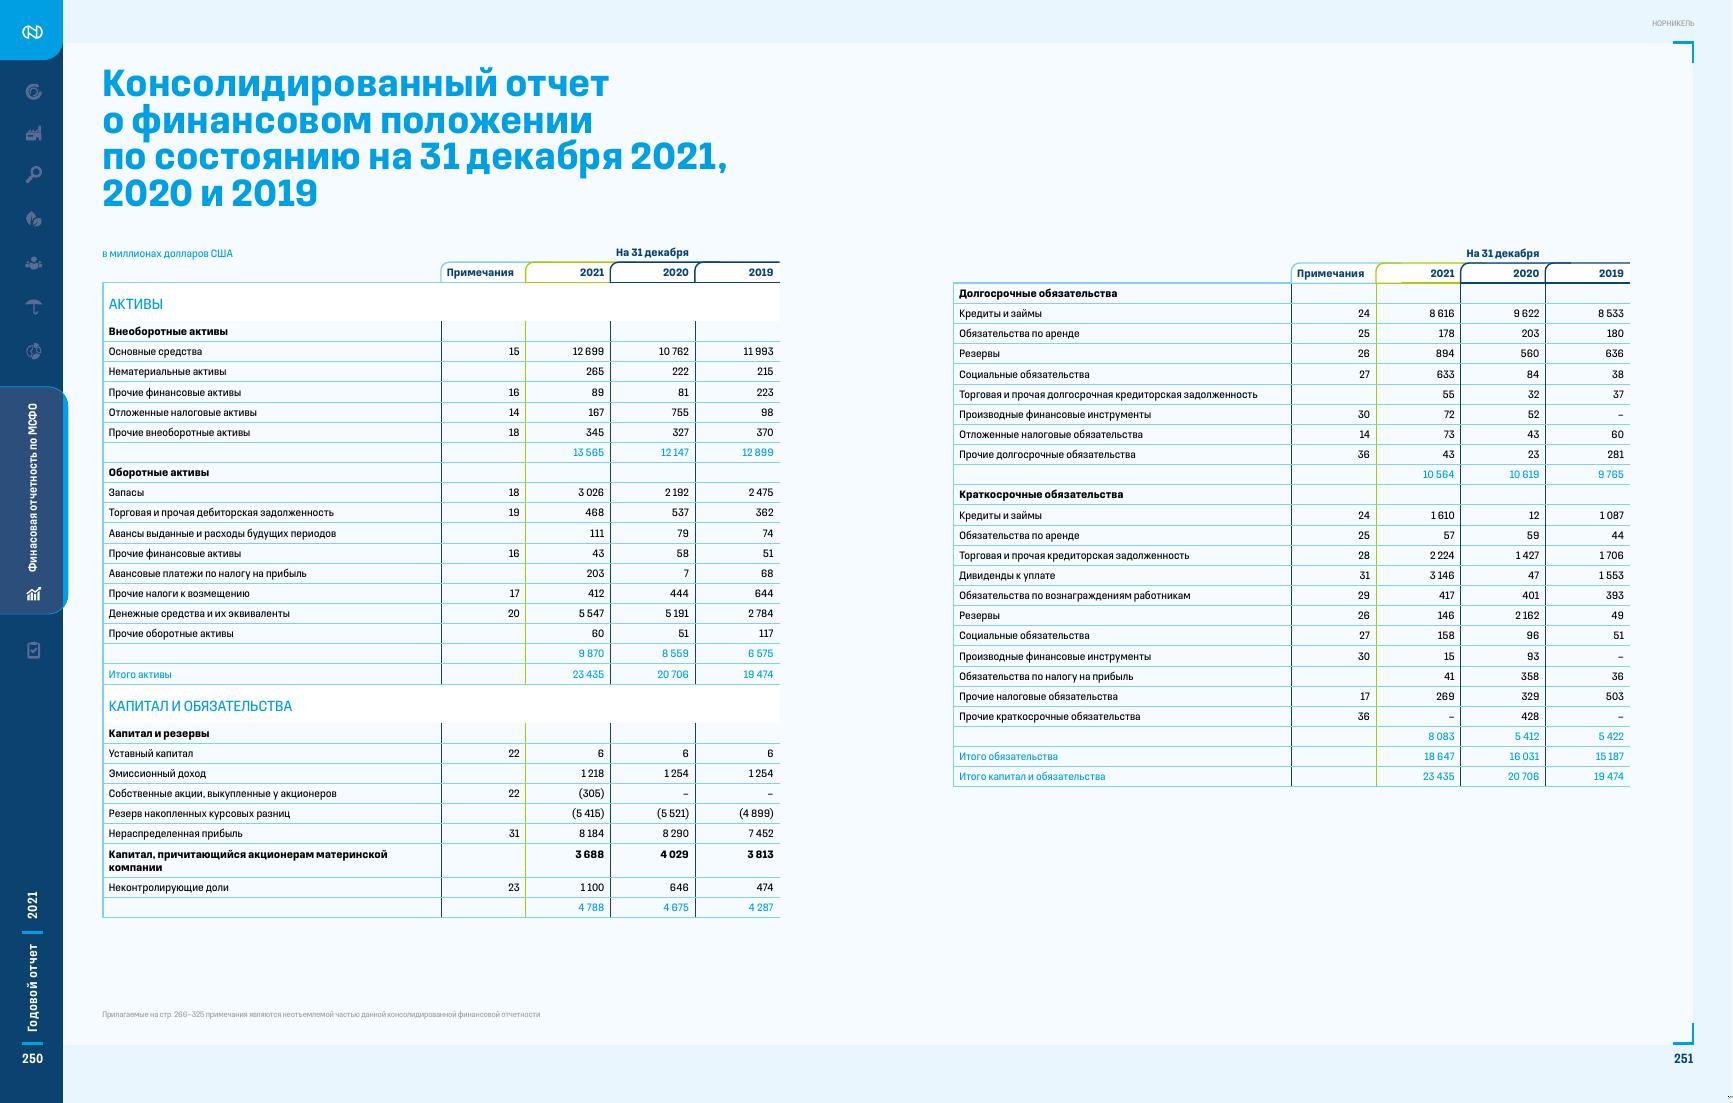 НОРНИКЕЛЬ
Консолидированный отчет
о финансовом положении
по состоянию на 31 декабря 2021,
2020 и 2019
в миллионах долларов США
На 31 декабря
Примечания 2021 2020 2019
АКТИВЫ
Внеоборотные активы
Основные средства 15 12 699 10 762 11 993
Нематериальные активы 265 222 215
Прочие финансовые активы 16 89 81 223
Отложенные налоговые активы 14 167 755 98
Прочие внеоборотные активы 18 345 327 370
13 565 12 147 12 899
Оборотные активы
Запасы 18 3 026 2 192 2 475
Торговая и прочая дебиторская задолженность 19 468 537 362
Авансы выданные и расходы будущих периодов 111 79 74
Прочие финансовые активы 16 43 58 51
Авансовые платежи по налогу на прибыль 203 7 68
Прочие налоги к возмещению 17 412 444 644
Денежные средства и их эквиваленты 20 5 547 5 191 2 784
Прочие оборотные активы 60 51 117
9 870 8 559 6 575
Итого активы 23 435 20 706 19 474
КАПИТАЛ И ОБЯЗАТЕЛЬСТВА
Капитал и резервы
Уставный капитал 22 6 6 6
Эмиссионный доход 1 218 1 254 1 254
Собственные акции, выкупленные у акционеров 22 (305) – –
Резерв накопленных курсовых разниц (5 415) (5 521) (4 899)
Нераспределенная прибыль 31 8 184 8 290 7 452
Капитал, причитающийся акционерам материнской
компании 3 688 4 029 3 813
Неконтролирующие доли 23 1 100 646 474
4 788 4 675 4 287
На 31 декабря
Примечания 2021 2020 2019
Долгосрочные обязательства
Кредиты и займы 24 8 616 9 622 8 533
Обязательства по аренде 25 178 203 180
Резервы 26 894 560 636
Социальные обязательства 27 633 84 38
Торговая и прочая долгосрочная кредиторская задолженность 55 32 37
Производные финансовые инструменты 30 72 52 –
Отложенные налоговые обязательства 14 73 43 60
Прочие долгосрочные обязательства 36 43 23 281
10 564 10 619 9 765
Краткосрочные обязательства
Кредиты и займы 24 1 610 12 1 087
Обязательства по аренде 25 57 59 44
Торговая и прочая кредиторская задолженность 28 2 224 1 427 1 706
Дивиденды к уплате 31 3 146 47 1 553
Обязательства по вознаграждениям работникам 29 417 401 393
Резервы 26 146 2 162 49
Социальные обязательства 27 158 96 51
Производные финансовые инструменты 30 15 93 –
Обязательства по налогу на прибыль 41 358 36
Прочие налоговые обязательства 17 269 329 503
Прочие краткосрочные обязательства 36 – 428 –
8 083 5 412 5 422
Итого обязательства 18 647 16 031 15 187
Итого капитал и обязательства 23 435 20 706 19 474
Прилагаемые на стр. 266–325 примечания являются неотъемлемой частью данной консолидированной финансовой отчетности
Финасовая отчетность по МСФО
Годовой отчет 2021
250
251